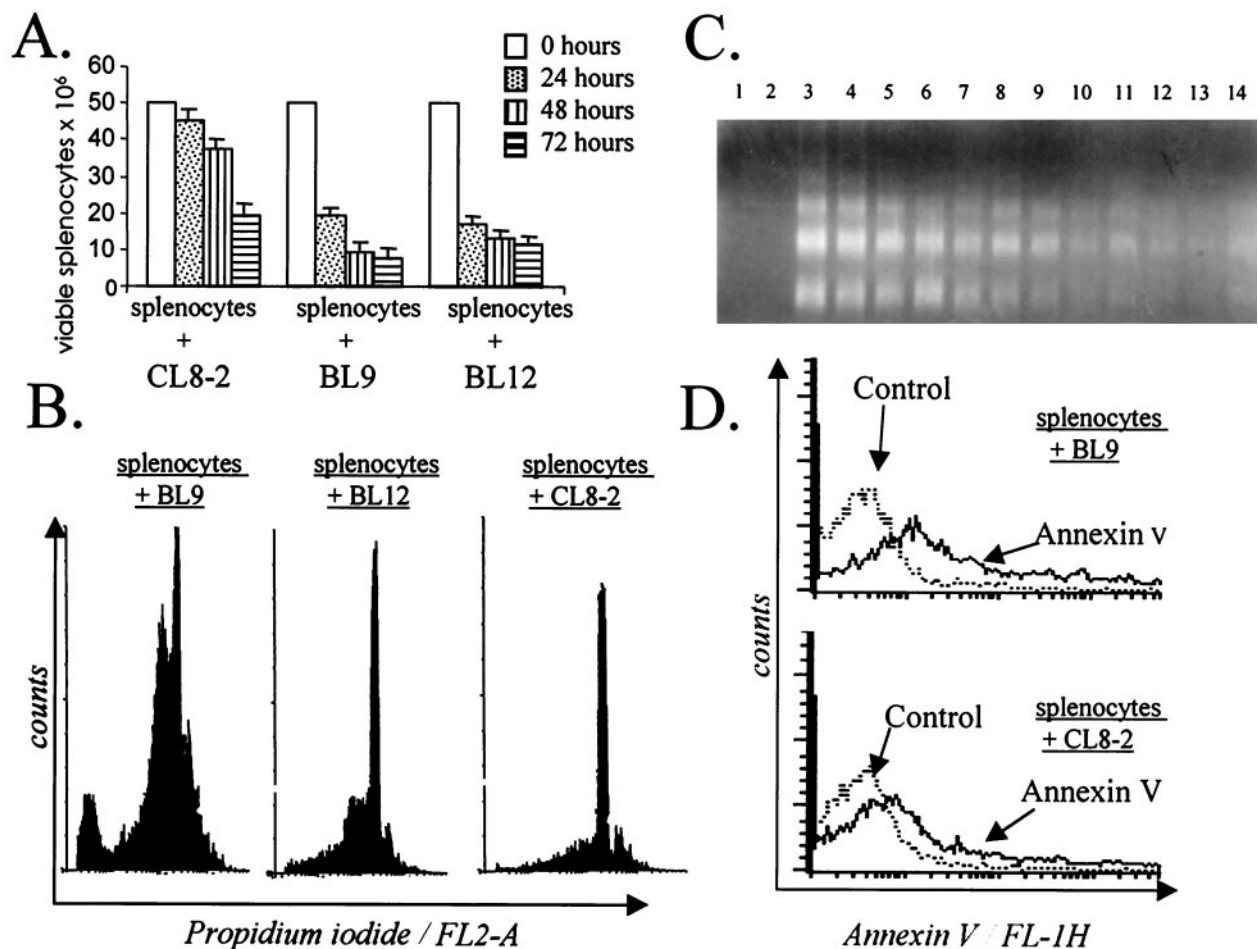 A.
0 hours
24 hours
48 hours
72 hours
viable splenocytes x 10⁶
60
50
40
30
20
10
0
splenocytes
+
CL8-2
splenocytes
+
BL9
splenocytes
+
BL12
B.
splenocytes
+ BL9
splenocytes
+ BL12
splenocytes
+ CL8-2
counts
Propidium iodide / FL2-A
C.
1 2 3 4 5 6 7 8 9 10 11 12 13 14
D.
Control
splenocytes
+ BL9
Annexin V
counts
Control
splenocytes
+ CL8-2
Annexin V
Annexin V / FL-1H